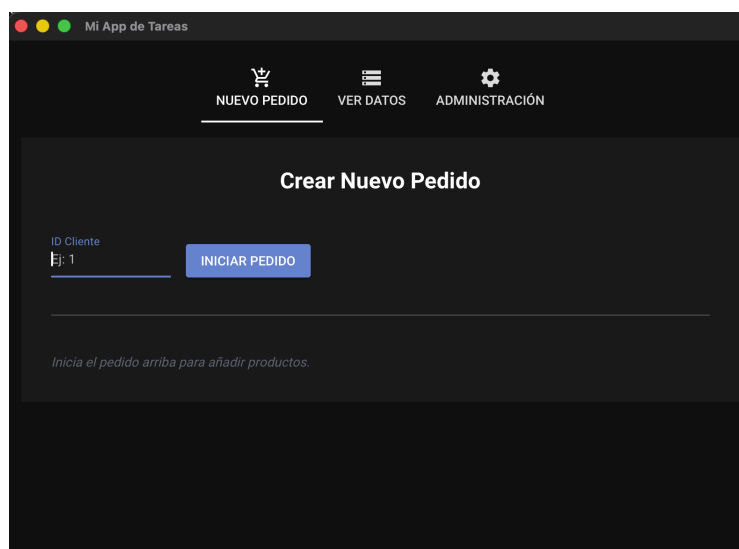 Mi App de Tareas
NUEVO PEDIDO VER DATOS ADMINISTRACIÓN
Crear Nuevo Pedido
ID Cliente
Ej: 1
INICIAR PEDIDO
Inicia el pedido arriba para añadir productos.